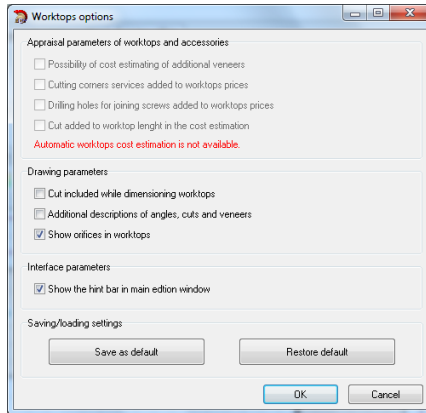 Worktops options
Appraisal parameters of worktops and accessories
Possibility of cost estimating of additional veneers
Cutting corners services added to worktops prices
Drilling holes for joining screws added to worktops prices
Cut added to worktop lenght in the cost estimation
Automatic worktops cost estimation is not available.
Drawing parameters
Cut included while dimensioning worktops
Additional descriptions of angles, cuts and veneers
Show orifices in worktops
Interface parameters
Show the hint bar in main edtion window
Saving/loading settings
Save as default Restore default
OK Cancel